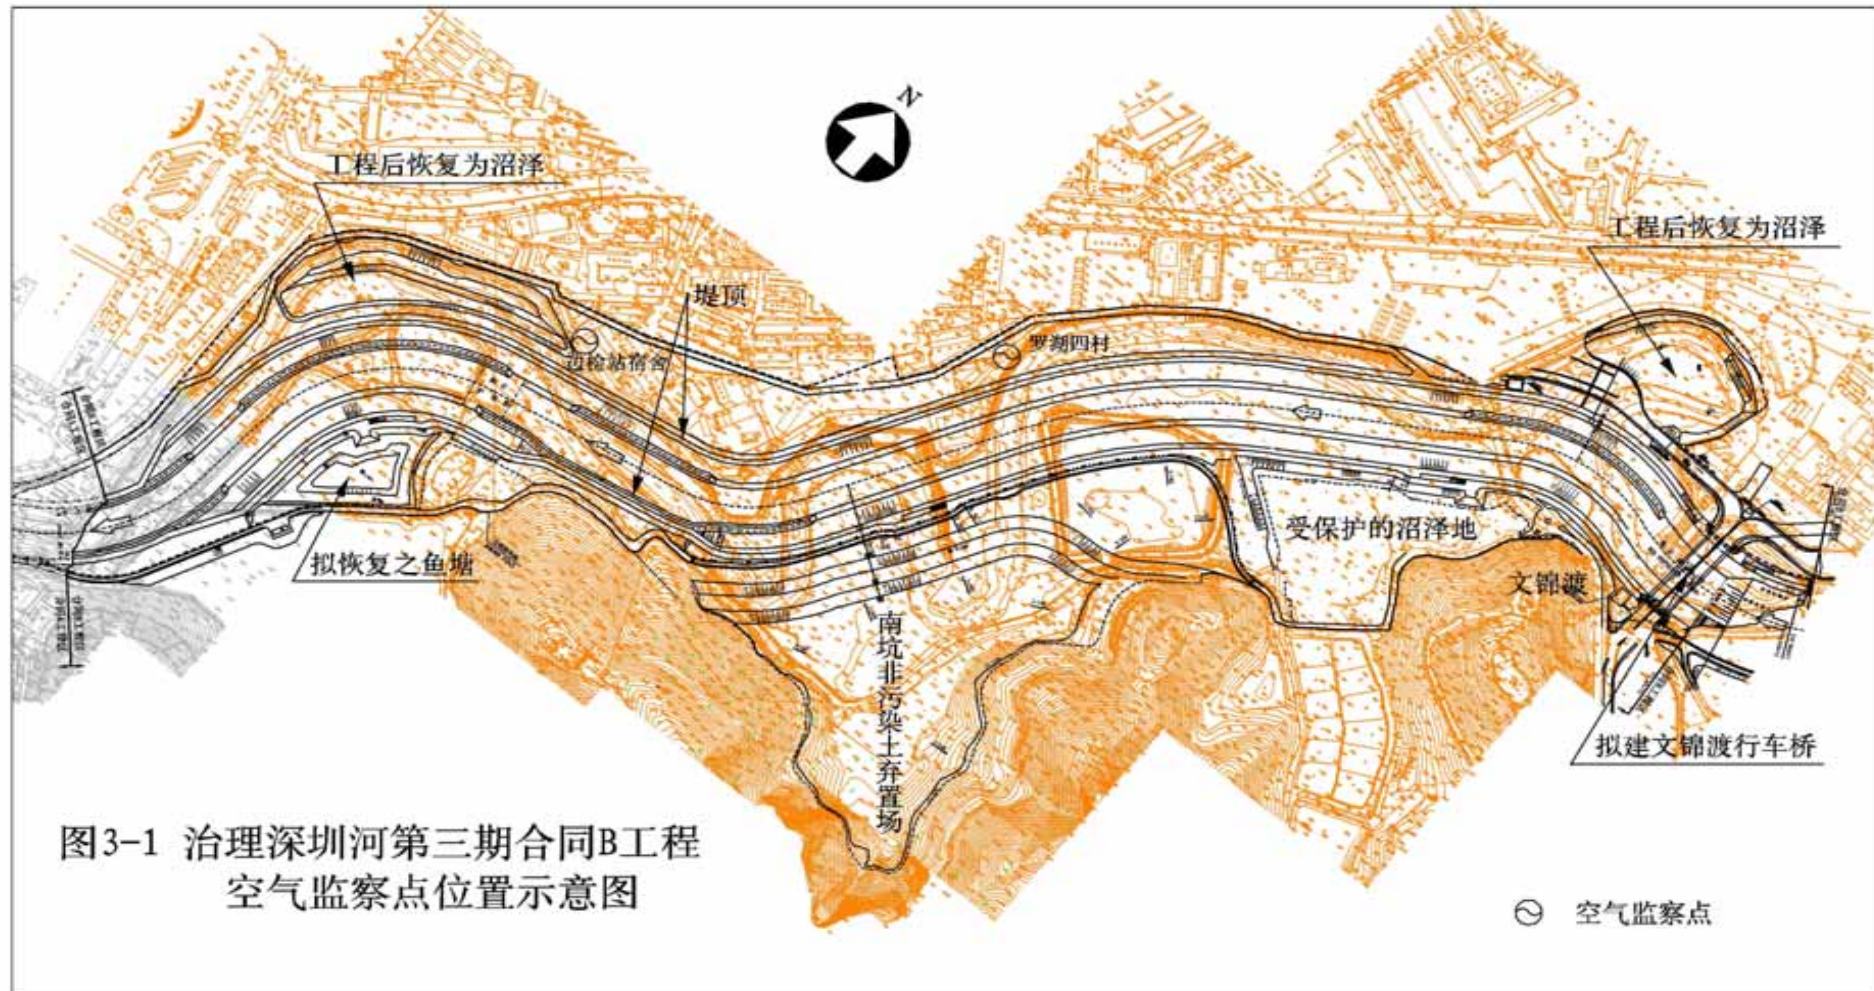 N
工程后恢复为沼泽
工程后恢复为沼泽
堤顶
边检站宿舍
罗湖四村
受保护的沼泽地
拟恢复之鱼塘
文锦渡
南坑非污染土弃置场
拟建文锦渡行车桥
图3-1 治理深圳河第三期合同B工程
空气监察点位置示意图
空气监察点